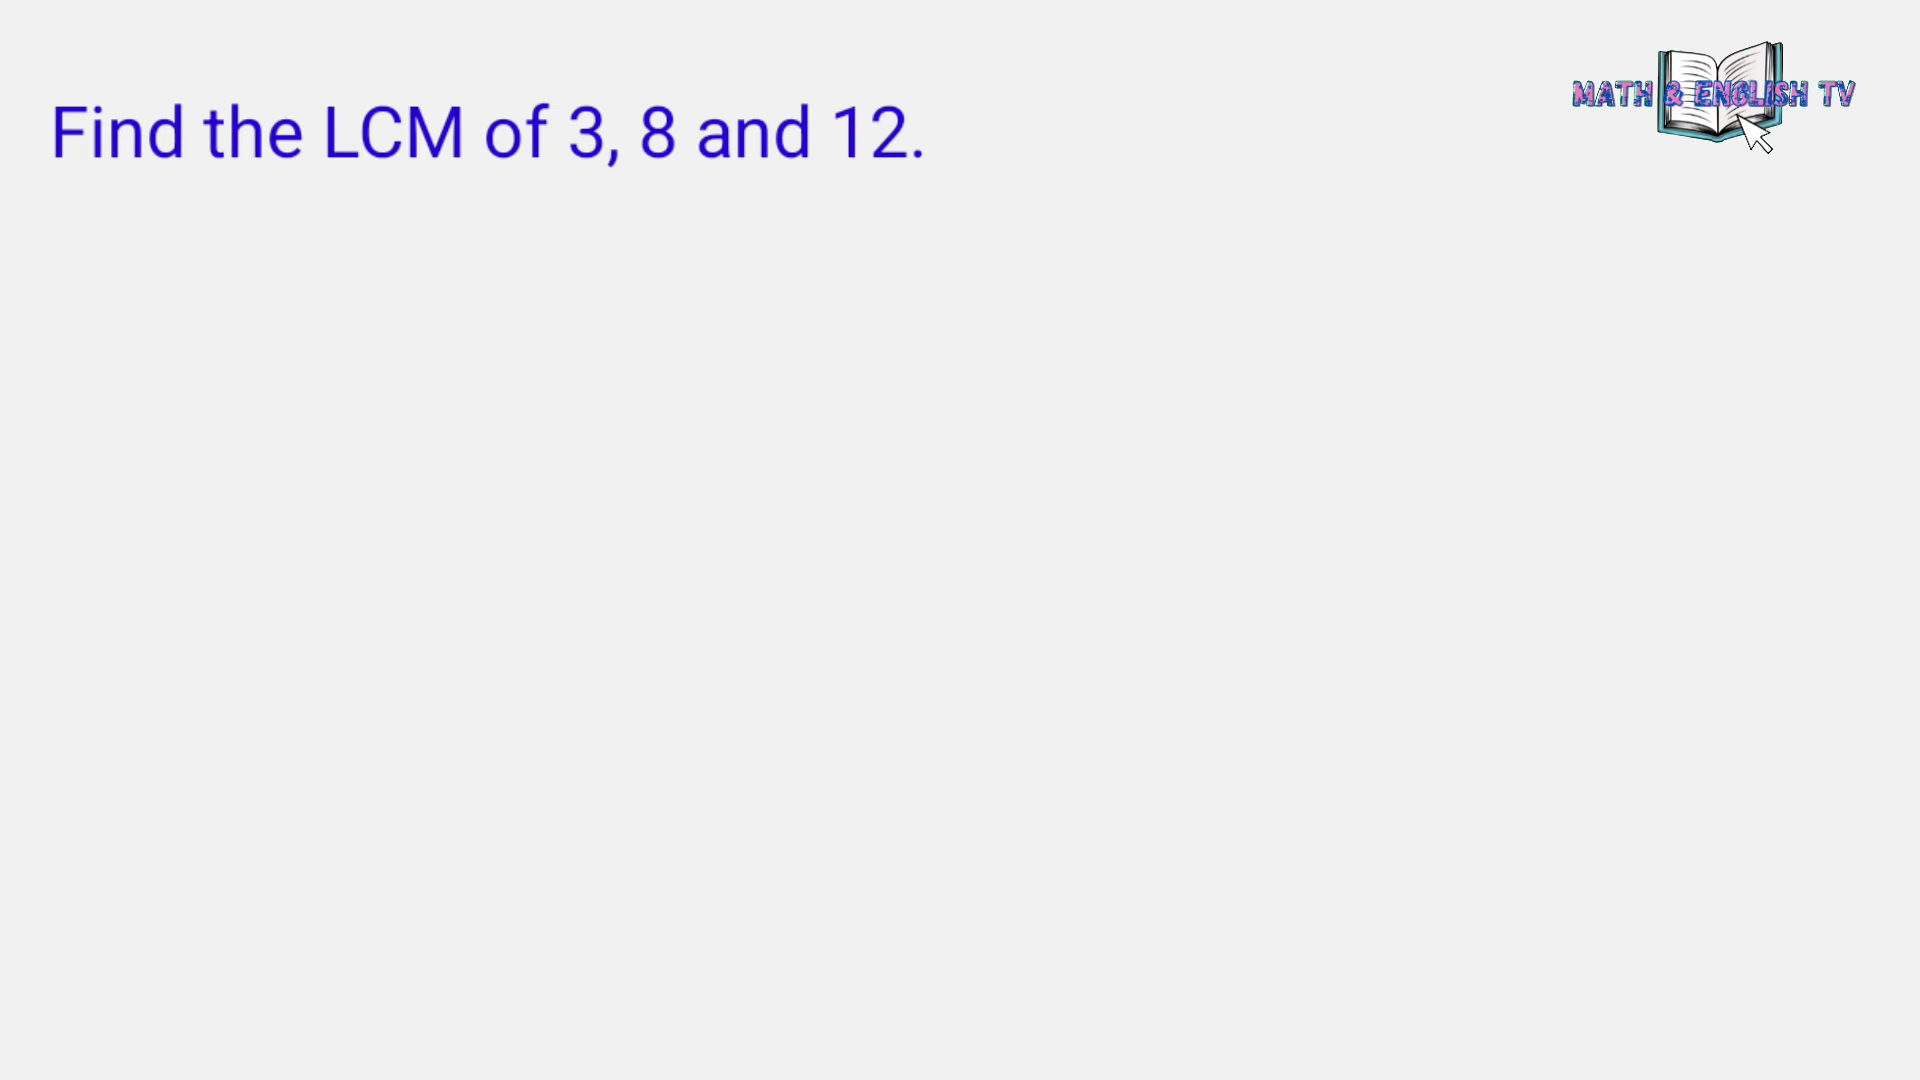 Find the LCM of 3, 8 and 12.
MATH & ENGLISH TV